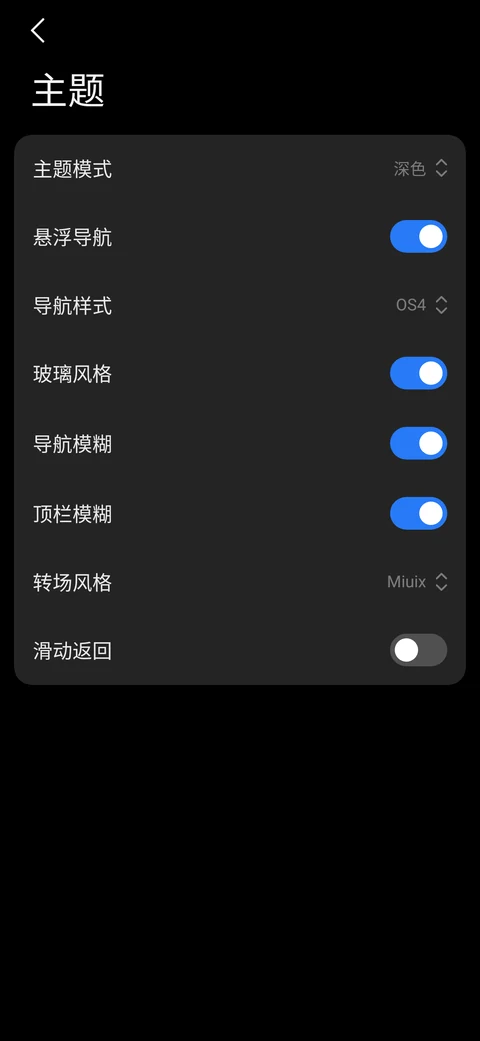 主题
主题模式 深色
悬浮导航
导航样式 OS4
玻璃风格
导航模糊
顶栏模糊
转场风格 Miuix
滑动返回